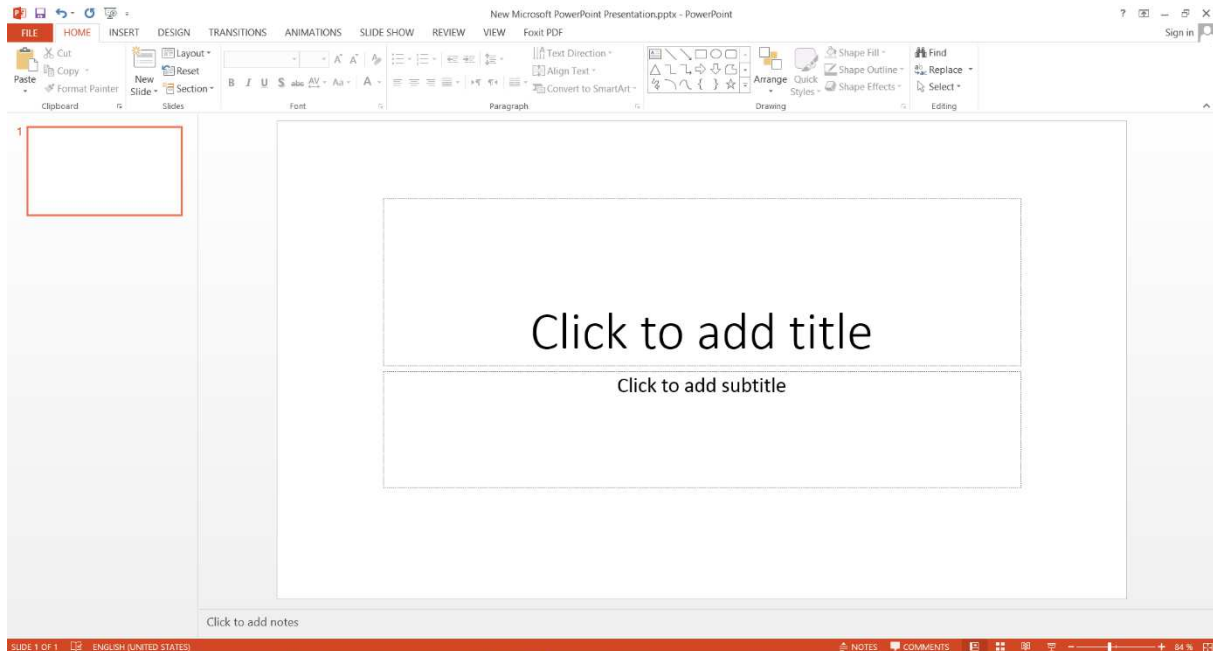 New Microsoft PowerPoint Presentation.pptx - PowerPoint
FILE HOME INSERT DESIGN TRANSITIONS ANIMATIONS SLIDE SHOW REVIEW VIEW Foxit PDF Sign in
Paste
Cut
Copy
Format Painter
Clipboard
New Slide
Layout
Reset
Section
Slides
B I U S abc AV Aa A
Font
Text Direction
Align Text
Convert to SmartArt
Paragraph
Arrange
Quick Styles
Shape Fill
Shape Outline
Shape Effects
Drawing
Find
Replace
Select
Editing
1
Click to add title
Click to add subtitle
Click to add notes
SLIDE 1 OF 1 ENGLISH (UNITED STATES) NOTES COMMENTS 84 %